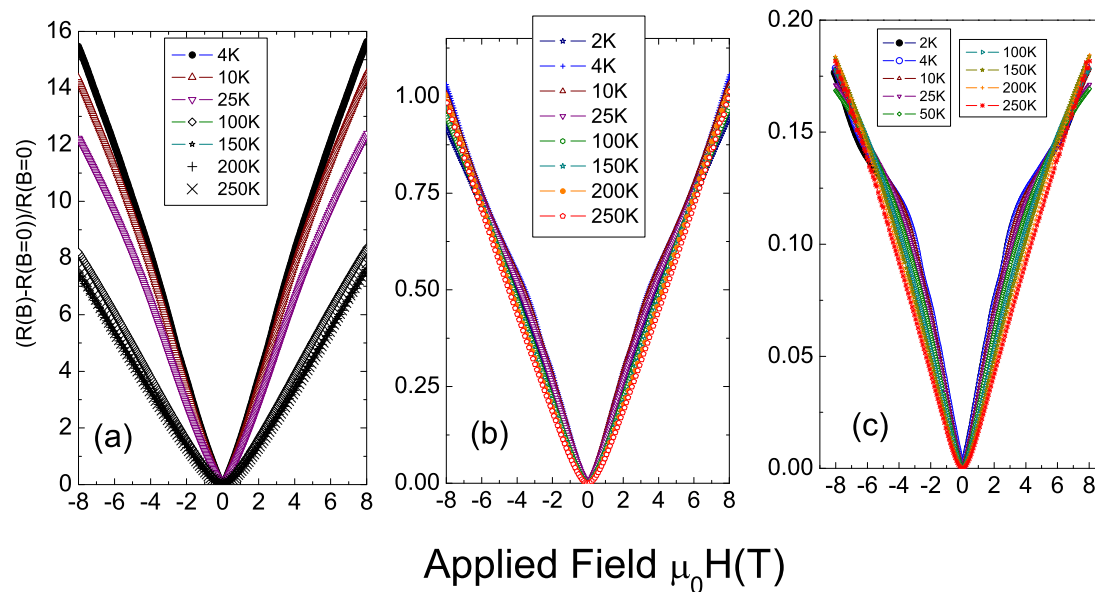 (R(B)-R(B=0))/R(B=0)
16
14
12
10
8
6
4
2
0
-8 -6 -4 -2 0 2 4 6 8
4K
10K
25K
100K
150K
200K
250K
(a)
1.00
0.75
0.50
0.25
0.00
-8 -6 -4 -2 0 2 4 6 8
2K
4K
10K
25K
100K
150K
200K
250K
(b)
0.20
0.15
0.10
0.05
0.00
-8 -6 -4 -2 0 2 4 6 8
2K
4K
10K
25K
50K
100K
150K
200K
250K
(c)
Applied Field μ₀H(T)